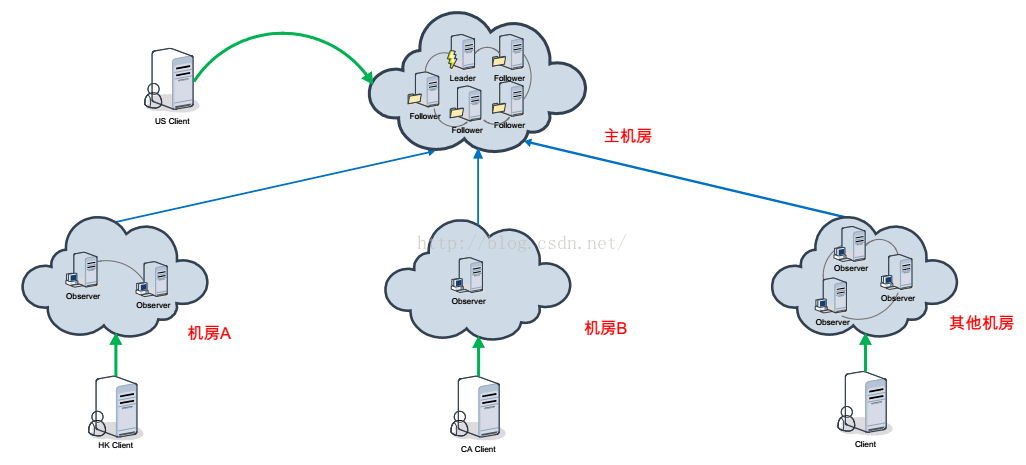 Leader
Follower
Follower
Follower
Follower
US Client
主机房
http://blog.csdn.net/
Observer
Observer
机房A
Observer
机房B
Observer
Observer
Observer
其他机房
HK Client
CA Client
Client